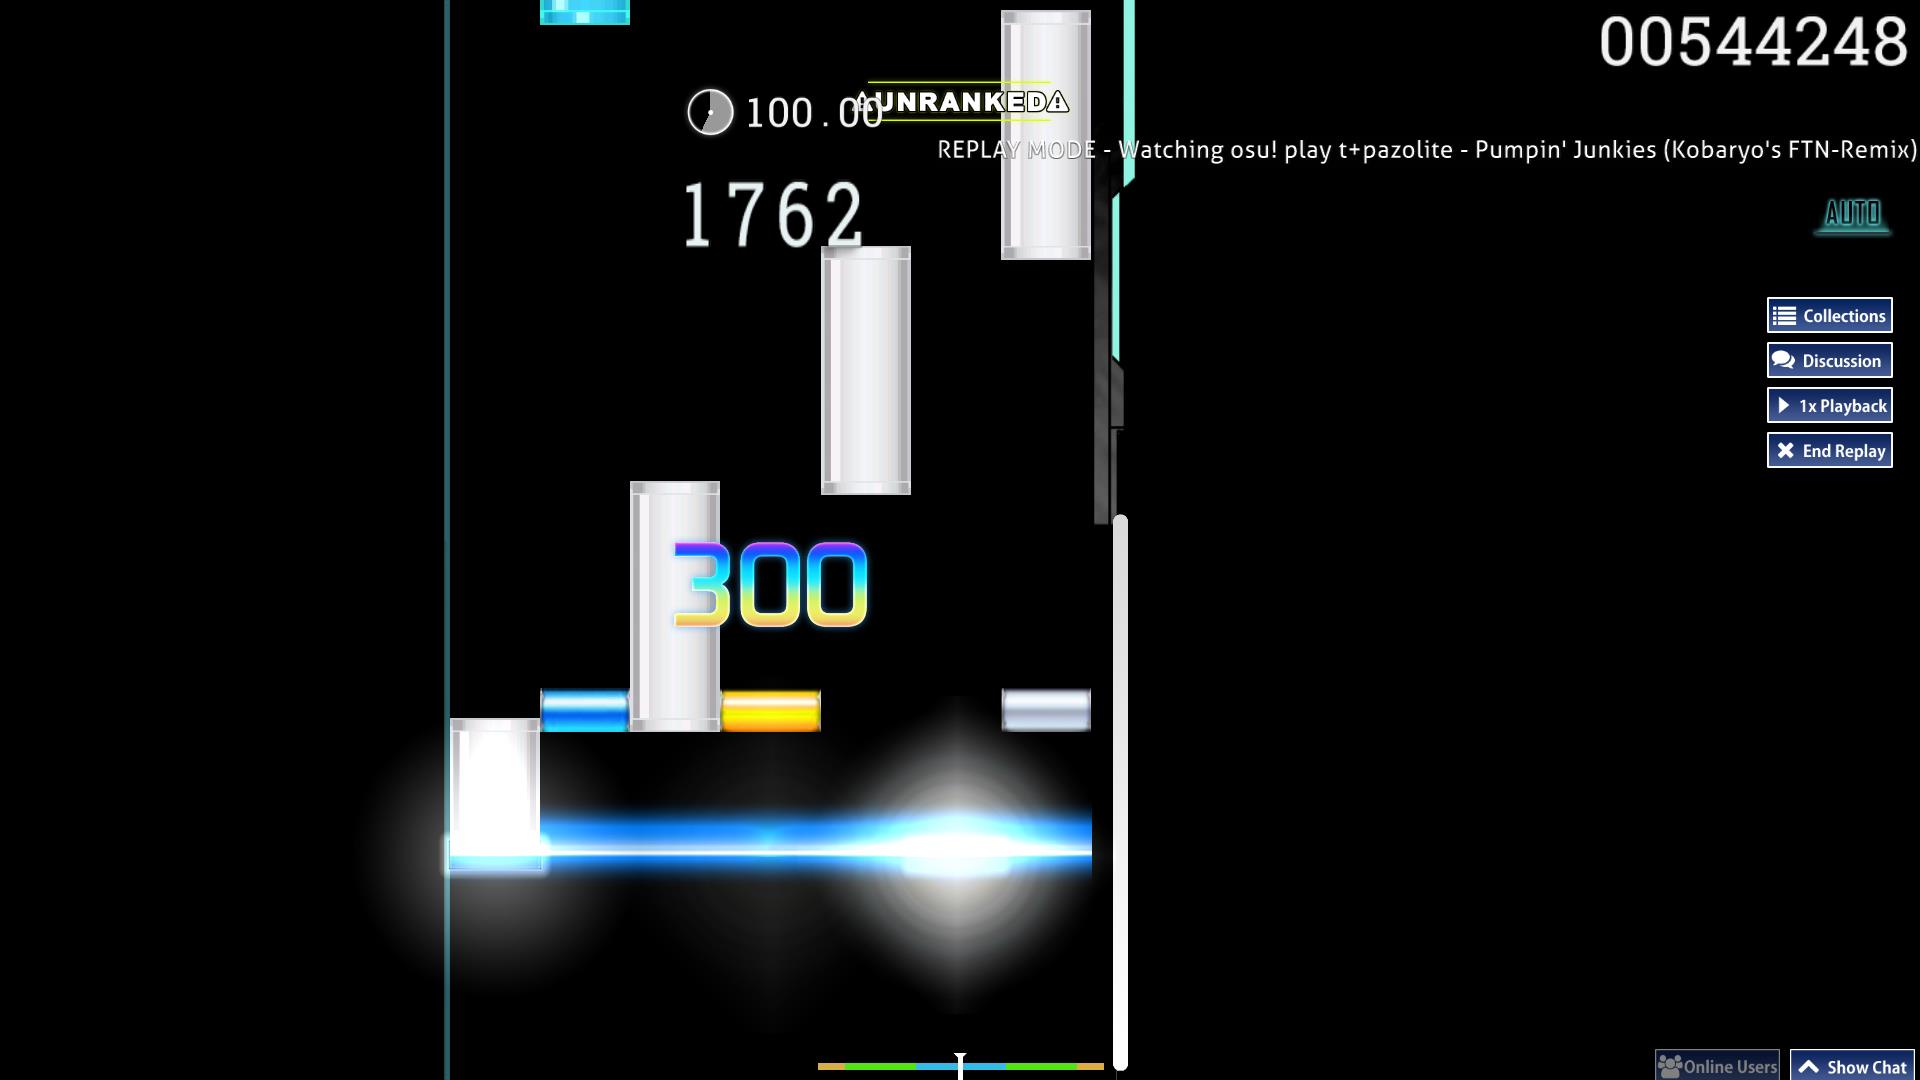 00544248
100.00
⚠UNRANKED⚠
REPLAY MODE - Watching osu! play t+pazolite - Pumpin' Junkies (Kobaryo's FTN-Remix)
1762
AUTO
Collections
Discussion
1x Playback
End Replay
300
Online Users
Show Chat